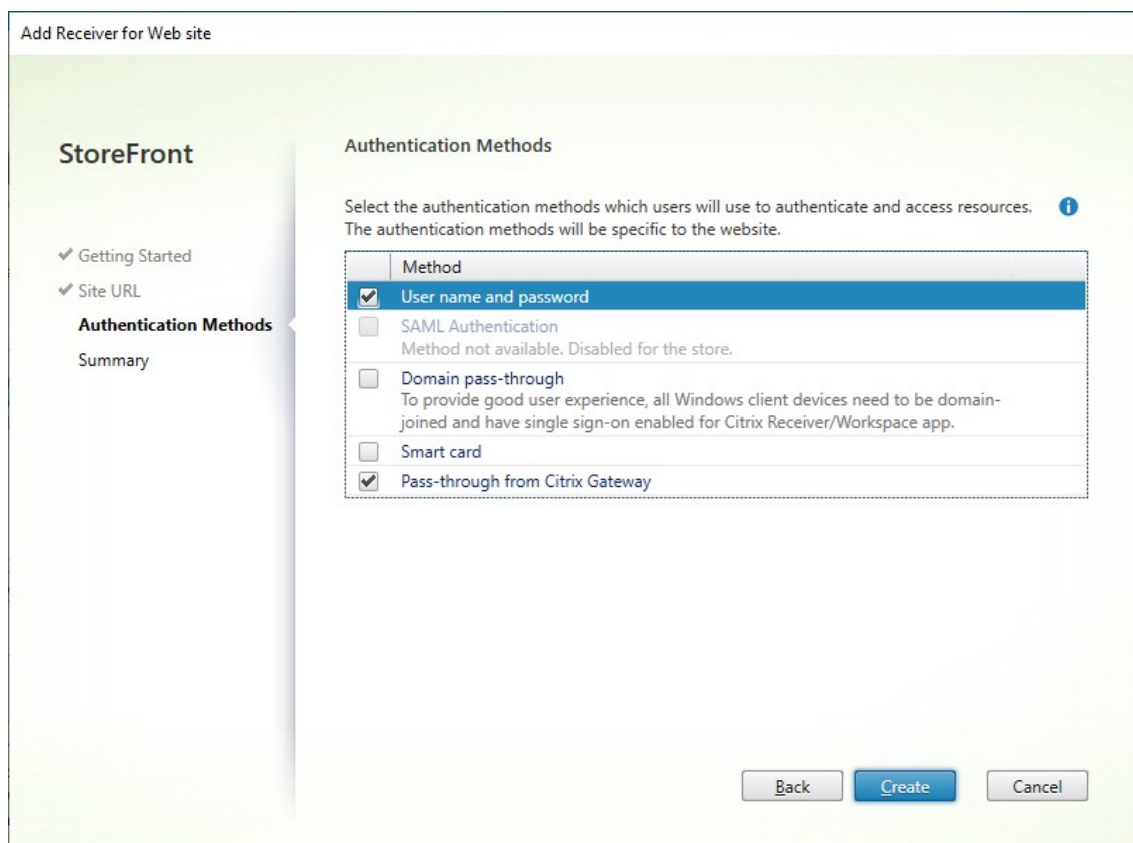 Add Receiver for Web site
StoreFront
Getting Started
Site URL
Authentication Methods
Summary
Authentication Methods
Select the authentication methods which users will use to authenticate and access resources.
The authentication methods will be specific to the website.
Method
User name and password
SAML Authentication
Method not available. Disabled for the store.
Domain pass-through
To provide good user experience, all Windows client devices need to be domain-
joined and have single sign-on enabled for Citrix Receiver/Workspace app.
Smart card
Pass-through from Citrix Gateway
Back
Create
Cancel